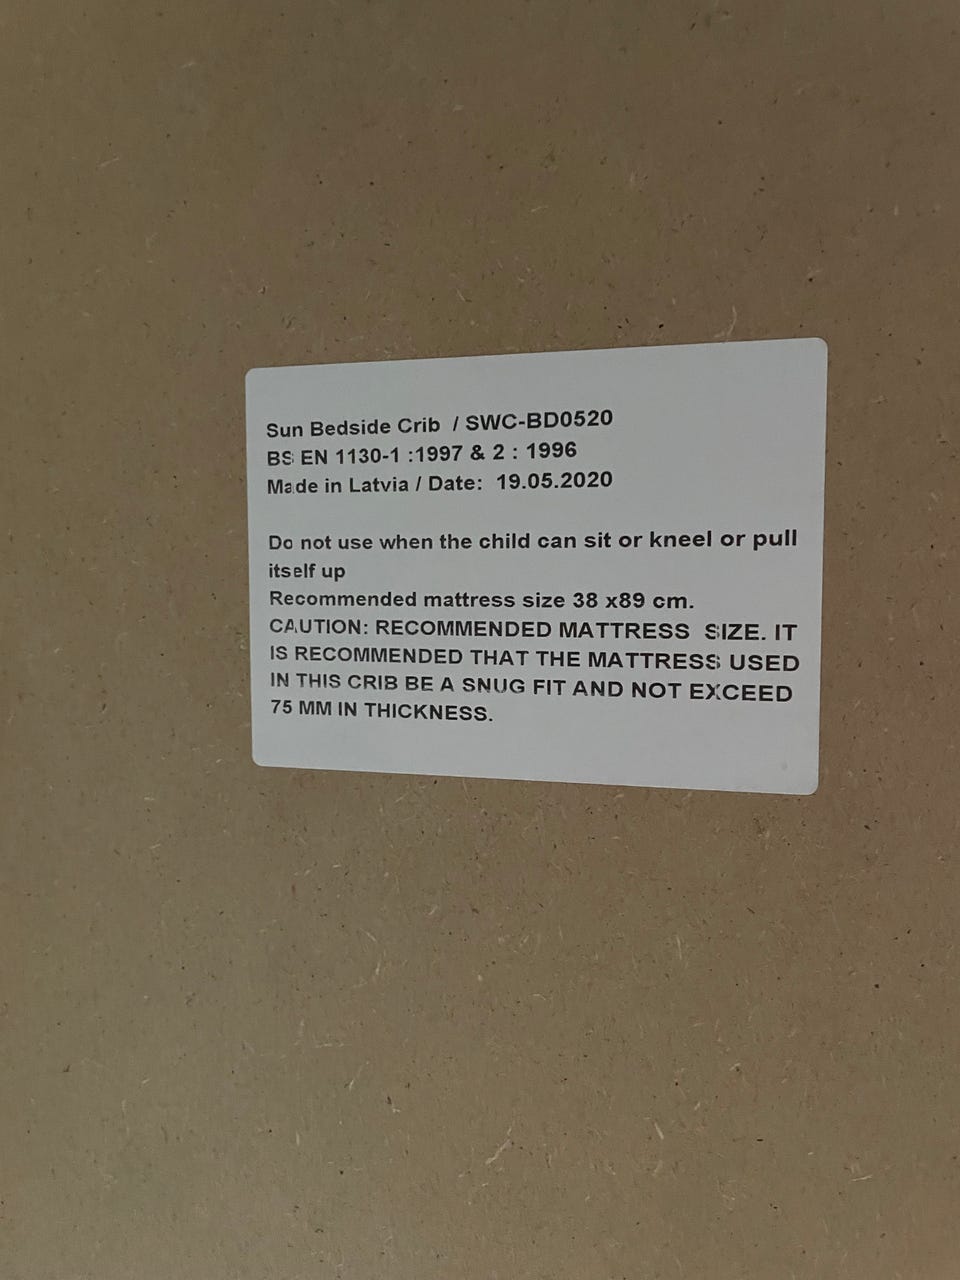 Sun Bedside Crib / SWC-BD0520
BS EN 1130-1 :1997 & 2 : 1996
Made in Latvia / Date: 19.05.2020
Do not use when the child can sit or kneel or pull
itself up
Recommended mattress size 38 x89 cm.
CAUTION: RECOMMENDED MATTRESS SIZE. IT
IS RECOMMENDED THAT THE MATTRESS USED
IN THIS CRIB BE A SNUG FIT AND NOT EXCEED
75 MM IN THICKNESS.